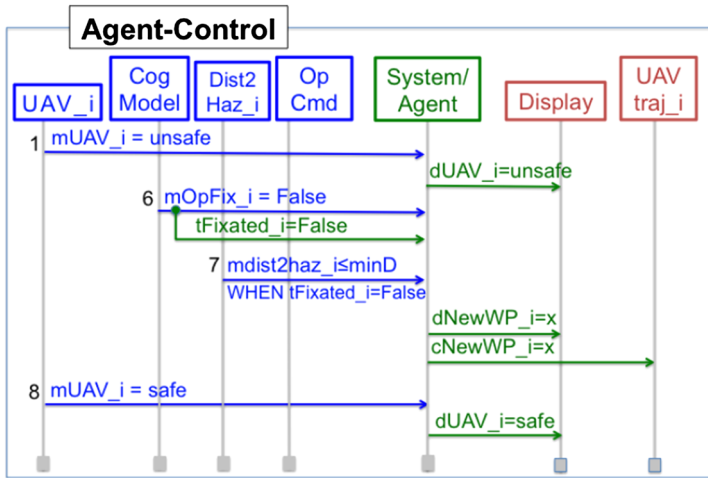 Agent-Control
UAV_i
Cog
Model
Dist2
Haz_i
Op
Cmd
System/
Agent
Display
UAV
traj_i
1
mUAV_i = unsafe
dUAV_i=unsafe
6
mOpFix_i = False
tFixated_i=False
7
mdist2haz_i≤minD
WHEN tFixated_i=False
dNewWP_i=x
cNewWP_i=x
8
mUAV_i = safe
dUAV_i=safe